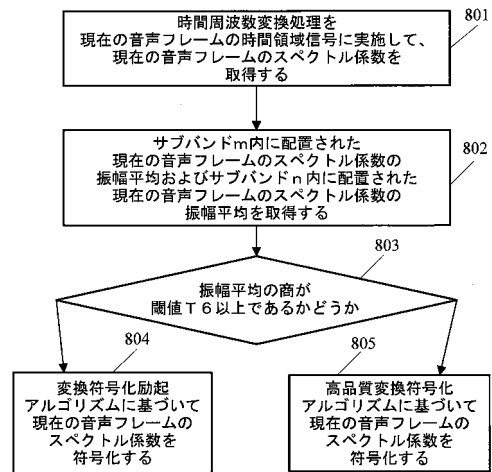 時間周波数変換処理を
現在の音声フレームの時間領域信号に実施して、
現在の音声フレームのスペクトル係数を
取得する
801
サブバンドm内に配置された
現在の音声フレームのスペクトル係数の
振幅平均およびサブバンドn内に配置された
現在の音声フレームのスペクトル係数の
振幅平均を取得する
802
803
振幅平均の商が
閾値T6以上であるかどうか
804
変換符号化励起
アルゴリズムに基づいて
現在の音声フレームの
スペクトル係数を
符号化する
805
高品質変換符号化
アルゴリズムに基づいて
現在の音声フレームの
スペクトル係数を
符号化する